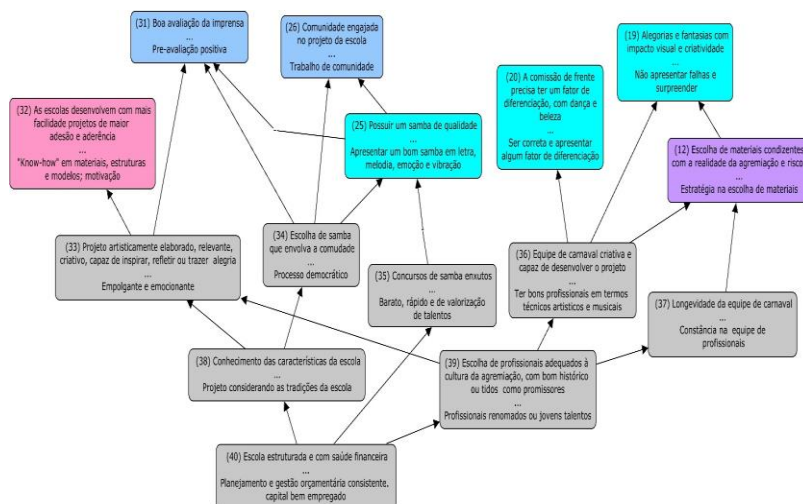 (31) Boa avaliação da imprensa
...
Pre-avaliação positiva
(26) Comunidade engajada
no projeto da escola
...
Trabalho de comunidade
(19) Alegorias e fantasias com
impacto visual e criatividade
...
Não apresentar falhas e
surpreender
(20) A comissão de frente
precisa ter um fator de
diferenciação, com dança e
beleza
...
Ser correta e apresentar
algum fator de diferenciação
(32) As escolas desenvolvem com mais
facilidade projetos de maior
adesão e aderência
...
"Know-how" em materiais, estruturas
e modelos; motivação
(25) Possuir um samba de qualidade
...
Apresentar um bom samba em letra,
melodia, emoção e vibração
(12) Escolha de materiais condizentes
com a realidade da agremiação e risco
...
Estratégia na escolha de materiais
(33) Projeto artisticamente elaborado, relevante,
criativo, capaz de inspirar, refletir ou trazer alegria
...
Empolgante e emocionante
(34) Escolha de samba
que envolva a comudade
...
Processo democrático
(35) Concursos de samba enxutos
...
Barato, rápido e de valorização
de talentos
(36) Equipe de carnaval criativa e
capaz de desenvolver o projeto
...
Ter bons profissionais em termos
técnicos artísticos e musicais
(37) Longevidade da equipe de carnaval
...
Constância na equipe de
profissionais
(38) Conhecimento das características da escola
...
Projeto considerando as tradições da escola
(39) Escolha de profissionais adequados à
cultura da agremiação, com bom histórico
ou tidos como promissores
...
Profissionais renomados ou jovens talentos
(40) Escola estruturada e com saúde financeira
...
Planejamento e gestão orçamentária consistente.
capital bem empregado